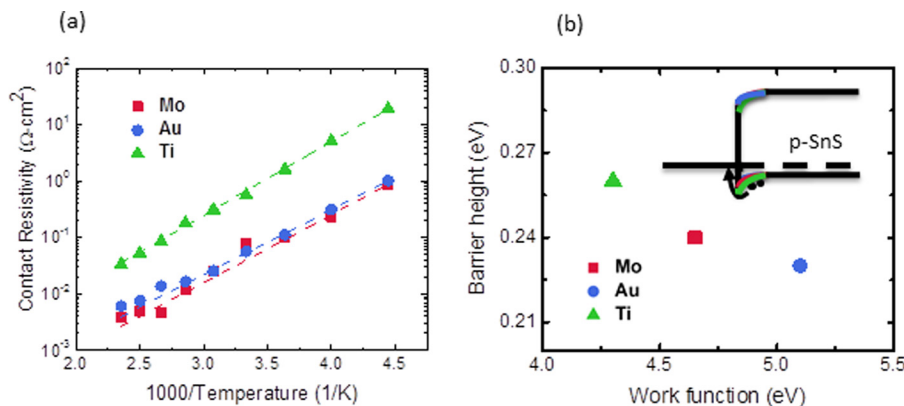 (a)
Contact Resistivity (Ω·cm²)
10²
10¹
10⁰
10⁻¹
10⁻²
10⁻³
Mo
Au
Ti
2.0 2.5 3.0 3.5 4.0 4.5
1000/Temperature (1/K)
(b)
Barrier height (eV)
0.30
0.27
0.24
0.21
p-SnS
Mo
Au
Ti
4.0 4.5 5.0 5.5
Work function (eV)